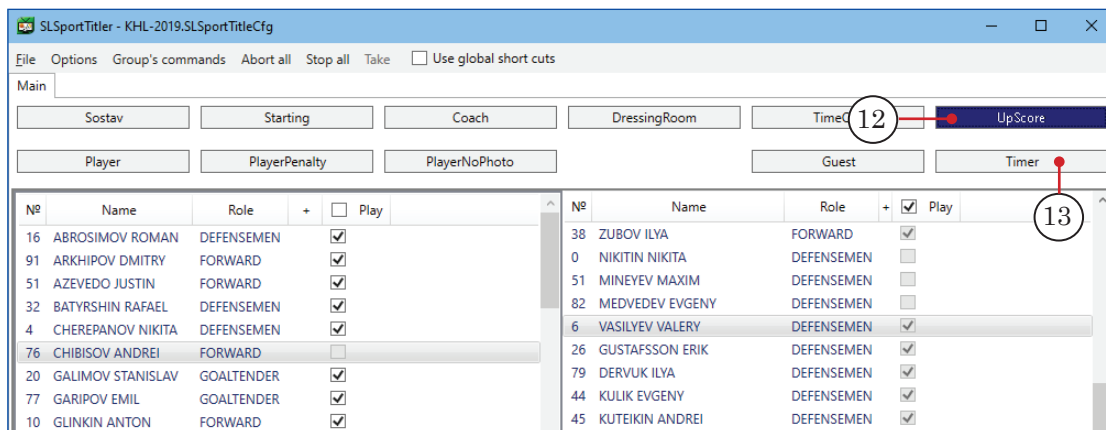 SLSportTitler - KHL-2019.SLSportTitleCfg
File Options Group's commands Abort all Stop all Take Use global short cuts
Main
Sostav Starting Coach DressingRoom 12 UpScore
Player PlayerPenalty PlayerNoPhoto Guest Timer
13
№ Name Role + Play
16 ABROSIMOV ROMAN DEFENSEMEN
91 ARKHIPOV DMITRY FORWARD
51 AZEVEDO JUSTIN FORWARD
32 BATYRSHIN RAFAEL DEFENSEMEN
4 CHEREPANOV NIKITA DEFENSEMEN
76 CHIBISOV ANDREI FORWARD
20 GALIMOV STANISLAV GOALTENDER
77 GARIPOV EMIL GOALTENDER
10 GLINKIN ANTON FORWARD
№ Name Role + Play
38 ZUBOV ILYA FORWARD
0 NIKITIN NIKITA DEFENSEMEN
51 MINEYEV MAXIM DEFENSEMEN
82 MEDVEDEV EVGENY DEFENSEMEN
6 VASILYEV VALERY DEFENSEMEN
26 GUSTAFSSON ERIK DEFENSEMEN
79 DERVUK ILYA DEFENSEMEN
44 KULIK EVGENY DEFENSEMEN
45 KUTEIKIN ANDREI DEFENSEMEN